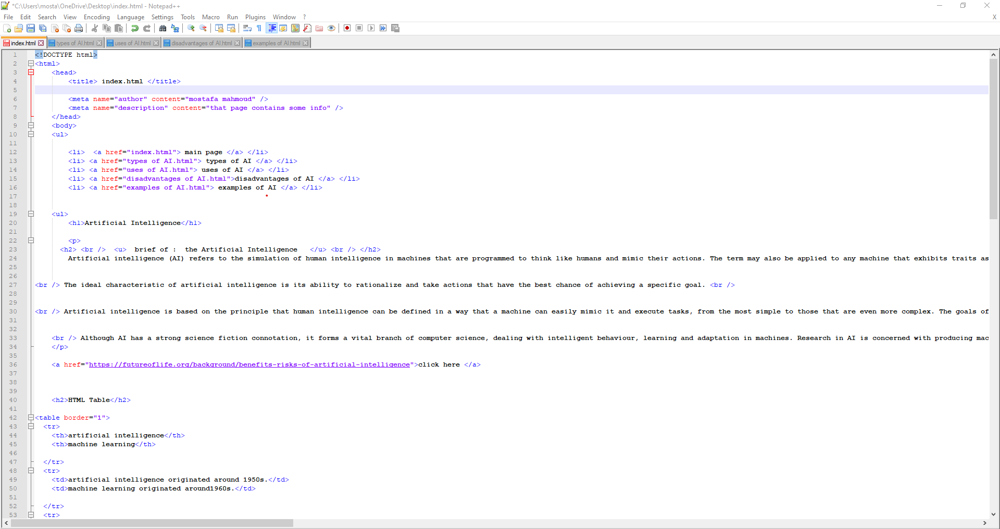 *C:\Users\mosta\OneDrive\Desktop\index.html - Notepad++
File Edit Search View Encoding Language Settings Tools Macro Run Plugins Window ? X
index.html types of AI.html uses of AI.html disadvantages of AI.html examples of AI.html
1 <!DOCTYPE html>
2 <html>
3 <head>
4 <title> index.html </title>
5
6 <meta name="author" content="mostafa mahmoud" />
7 <meta name="description" content="that page contains some info" />
8 </head>
9 <body>
10 <ul>
11
12 <li>  <a href="index.html"> main page </a> </li>
13 <li> <a href="types of AI.html"> types of AI </a> </li>
14 <li> <a href="uses of AI.html"> uses of AI </a> </li>
15 <li> <a href="disadvantages of AI.html">disadvantages of AI </a> </li>
16 <li> <a href="examples of AI.html"> examples of AI </a> </li>
17
18
19 <ul>
20 <h1>Artificial Intelligence</h1>
21
22 <p>
23 <h2> <br />  <u>  brief of :  the Artificial Intelligence   </u> <br /> </h2>
24 Artificial intelligence (AI) refers to the simulation of human intelligence in machines that are programmed to think like humans and mimic their actions. The term may also be applied to any machine that exhibits traits as
25
26
27 <br /> The ideal characteristic of artificial intelligence is its ability to rationalize and take actions that have the best chance of achieving a specific goal. <br />
28
29
30 <br /> Artificial intelligence is based on the principle that human intelligence can be defined in a way that a machine can easily mimic it and execute tasks, from the most simple to those that are even more complex. The goals of
31
32
33 <br /> Although AI has a strong science fiction connotation, it forms a vital branch of computer science, dealing with intelligent behaviour, learning and adaptation in machines. Research in AI is concerned with producing mac
34 </p>
35
36 <a href="https://futureoflife.org/background/benefits-risks-of-artificial-intelligence">click here </a>
37
38
39
40 <h2>HTML Table</h2>
41
42 <table border="1">
43 <tr>
44 <th>artificial intelligence</th>
45 <th>machine learning</th>
46
47 </tr>
48 <tr>
49 <td>artificial intelligence originated around 1950s.</td>
50 <td>machine learning originated around1960s.</td>
51
52 </tr>
53 <tr>